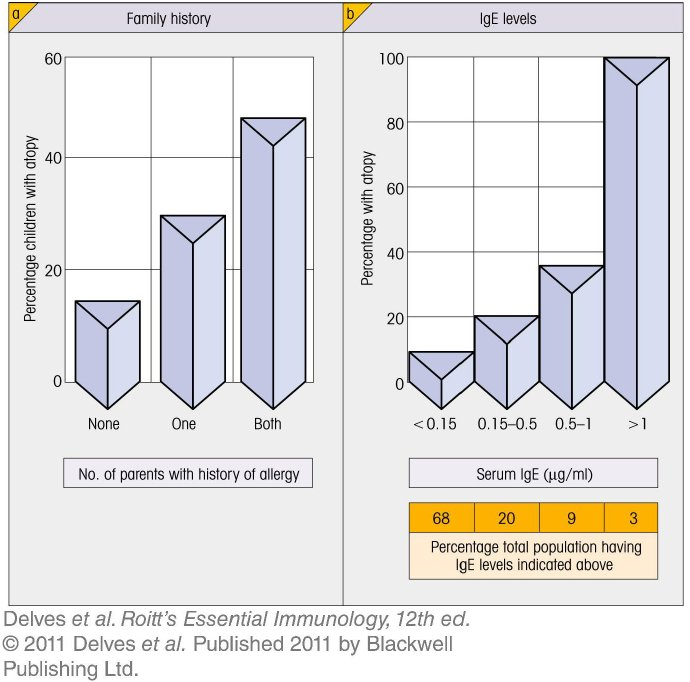 a
Family history
Percentage children with atopy
60
40
20
0
None One Both
No. of parents with history of allergy
b
IgE levels
Percentage with atopy
100
80
60
40
20
0
< 0.15 0.15–0.5 0.5–1 >1
Serum IgE (μg/ml)
68 20 9 3
Percentage total population having
IgE levels indicated above
Delves et al. Roitt's Essential Immunology, 12th ed.
© 2011 Delves et al. Published 2011 by Blackwell
Publishing Ltd.